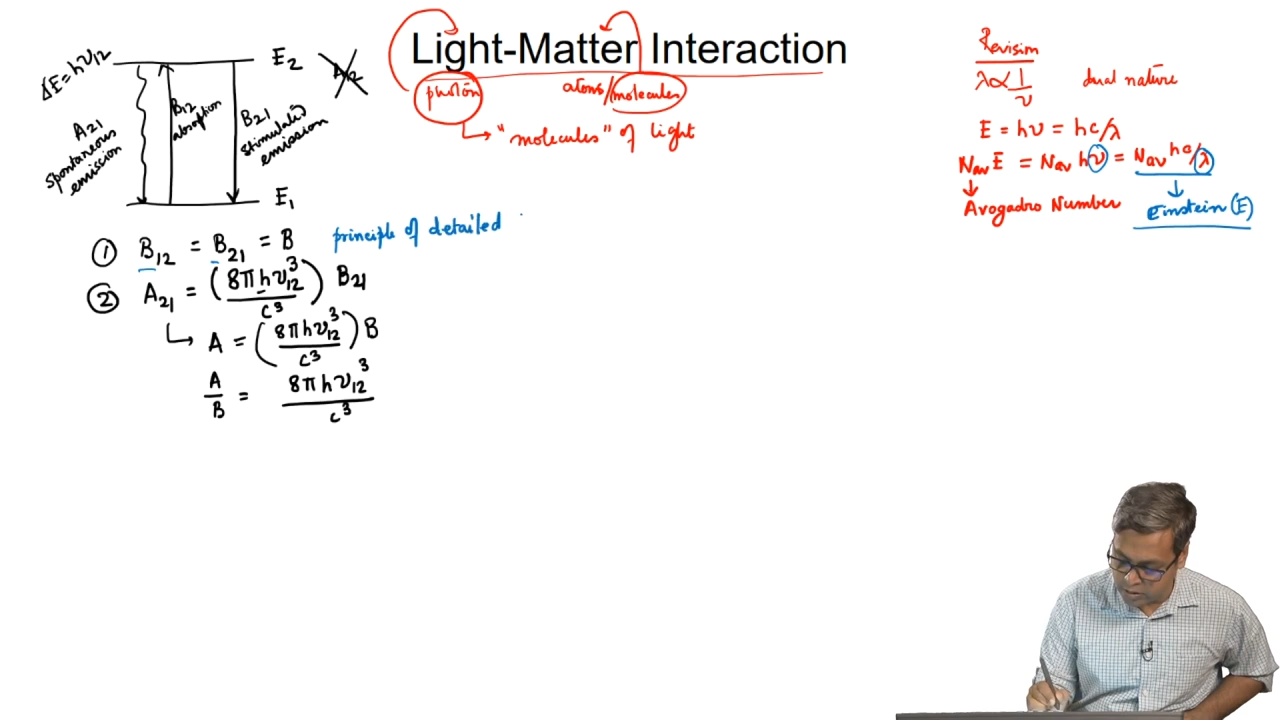 Light-Matter Interaction
photon
atoms/molecules
"molecules" of light
ΔE=hν12
E2
A12
A21
spontaneous
emission
B12
absorption
B21
stimulated
emission
E1
① B12 = B21 = B
principle of detailed
② A21 = (8πhν12³/c³) B21
↳ A = (8πhν12³/c³) B
A/B = 8πhν12³/c³
Revision
λ ∝ 1/ν dual nature
E = hν = hc/λ
Nav E = Nav hν = Nav hc/λ
Avogadro Number
Einstein (E)